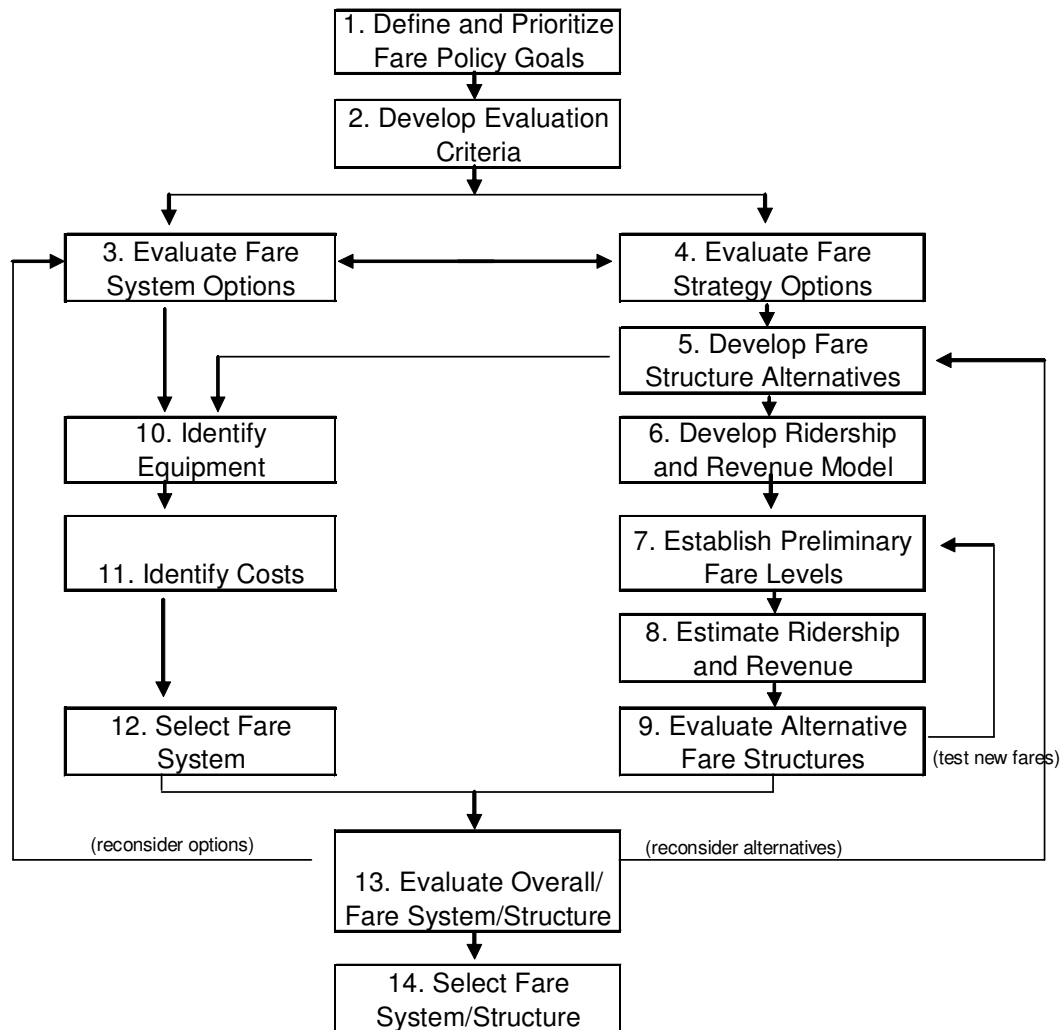 1. Define and Prioritize
Fare Policy Goals
2. Develop Evaluation
Criteria
3. Evaluate Fare
System Options
4. Evaluate Fare
Strategy Options
5. Develop Fare
Structure Alternatives
10. Identify
Equipment
6. Develop Ridership
and Revenue Model
11. Identify Costs
7. Establish Preliminary
Fare Levels
8. Estimate Ridership
and Revenue
12. Select Fare
System
9. Evaluate Alternative
Fare Structures
(test new fares)
(reconsider options)
(reconsider alternatives)
13. Evaluate Overall/
Fare System/Structure
14. Select Fare
System/Structure